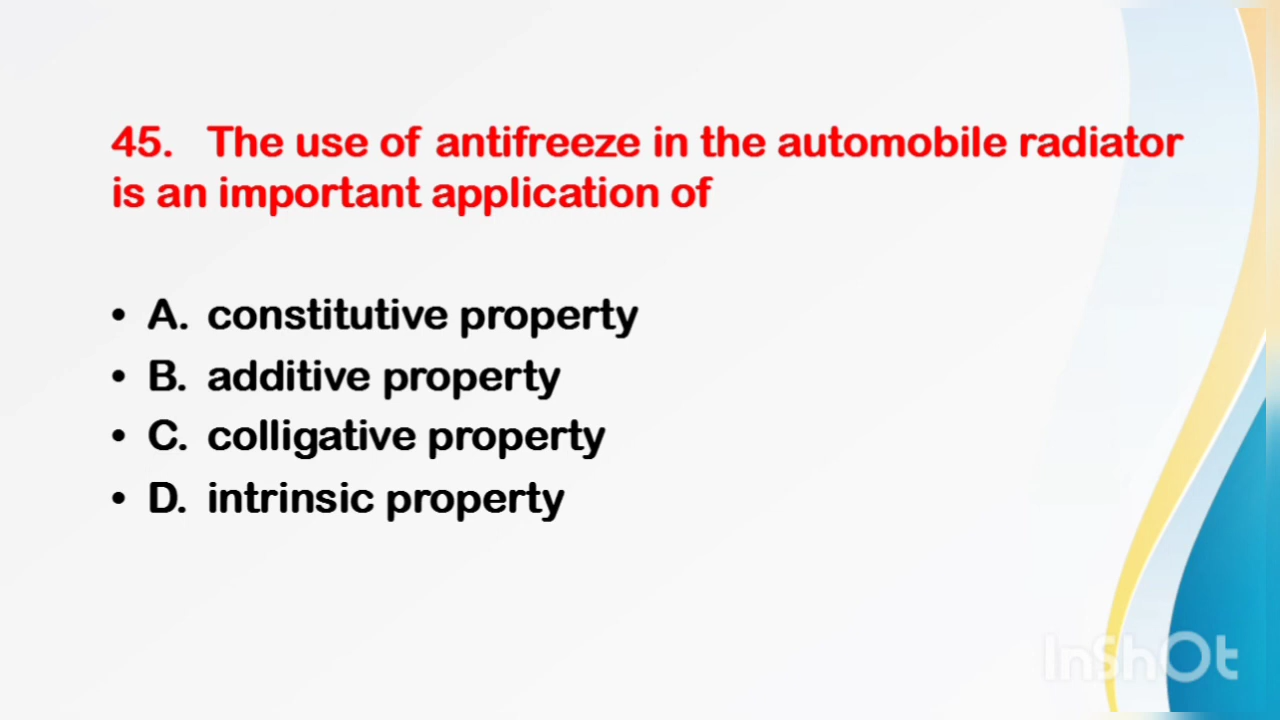 45. The use of antifreeze in the automobile radiator
is an important application of
• A. constitutive property
• B. additive property
• C. colligative property
• D. intrinsic property
InShOt